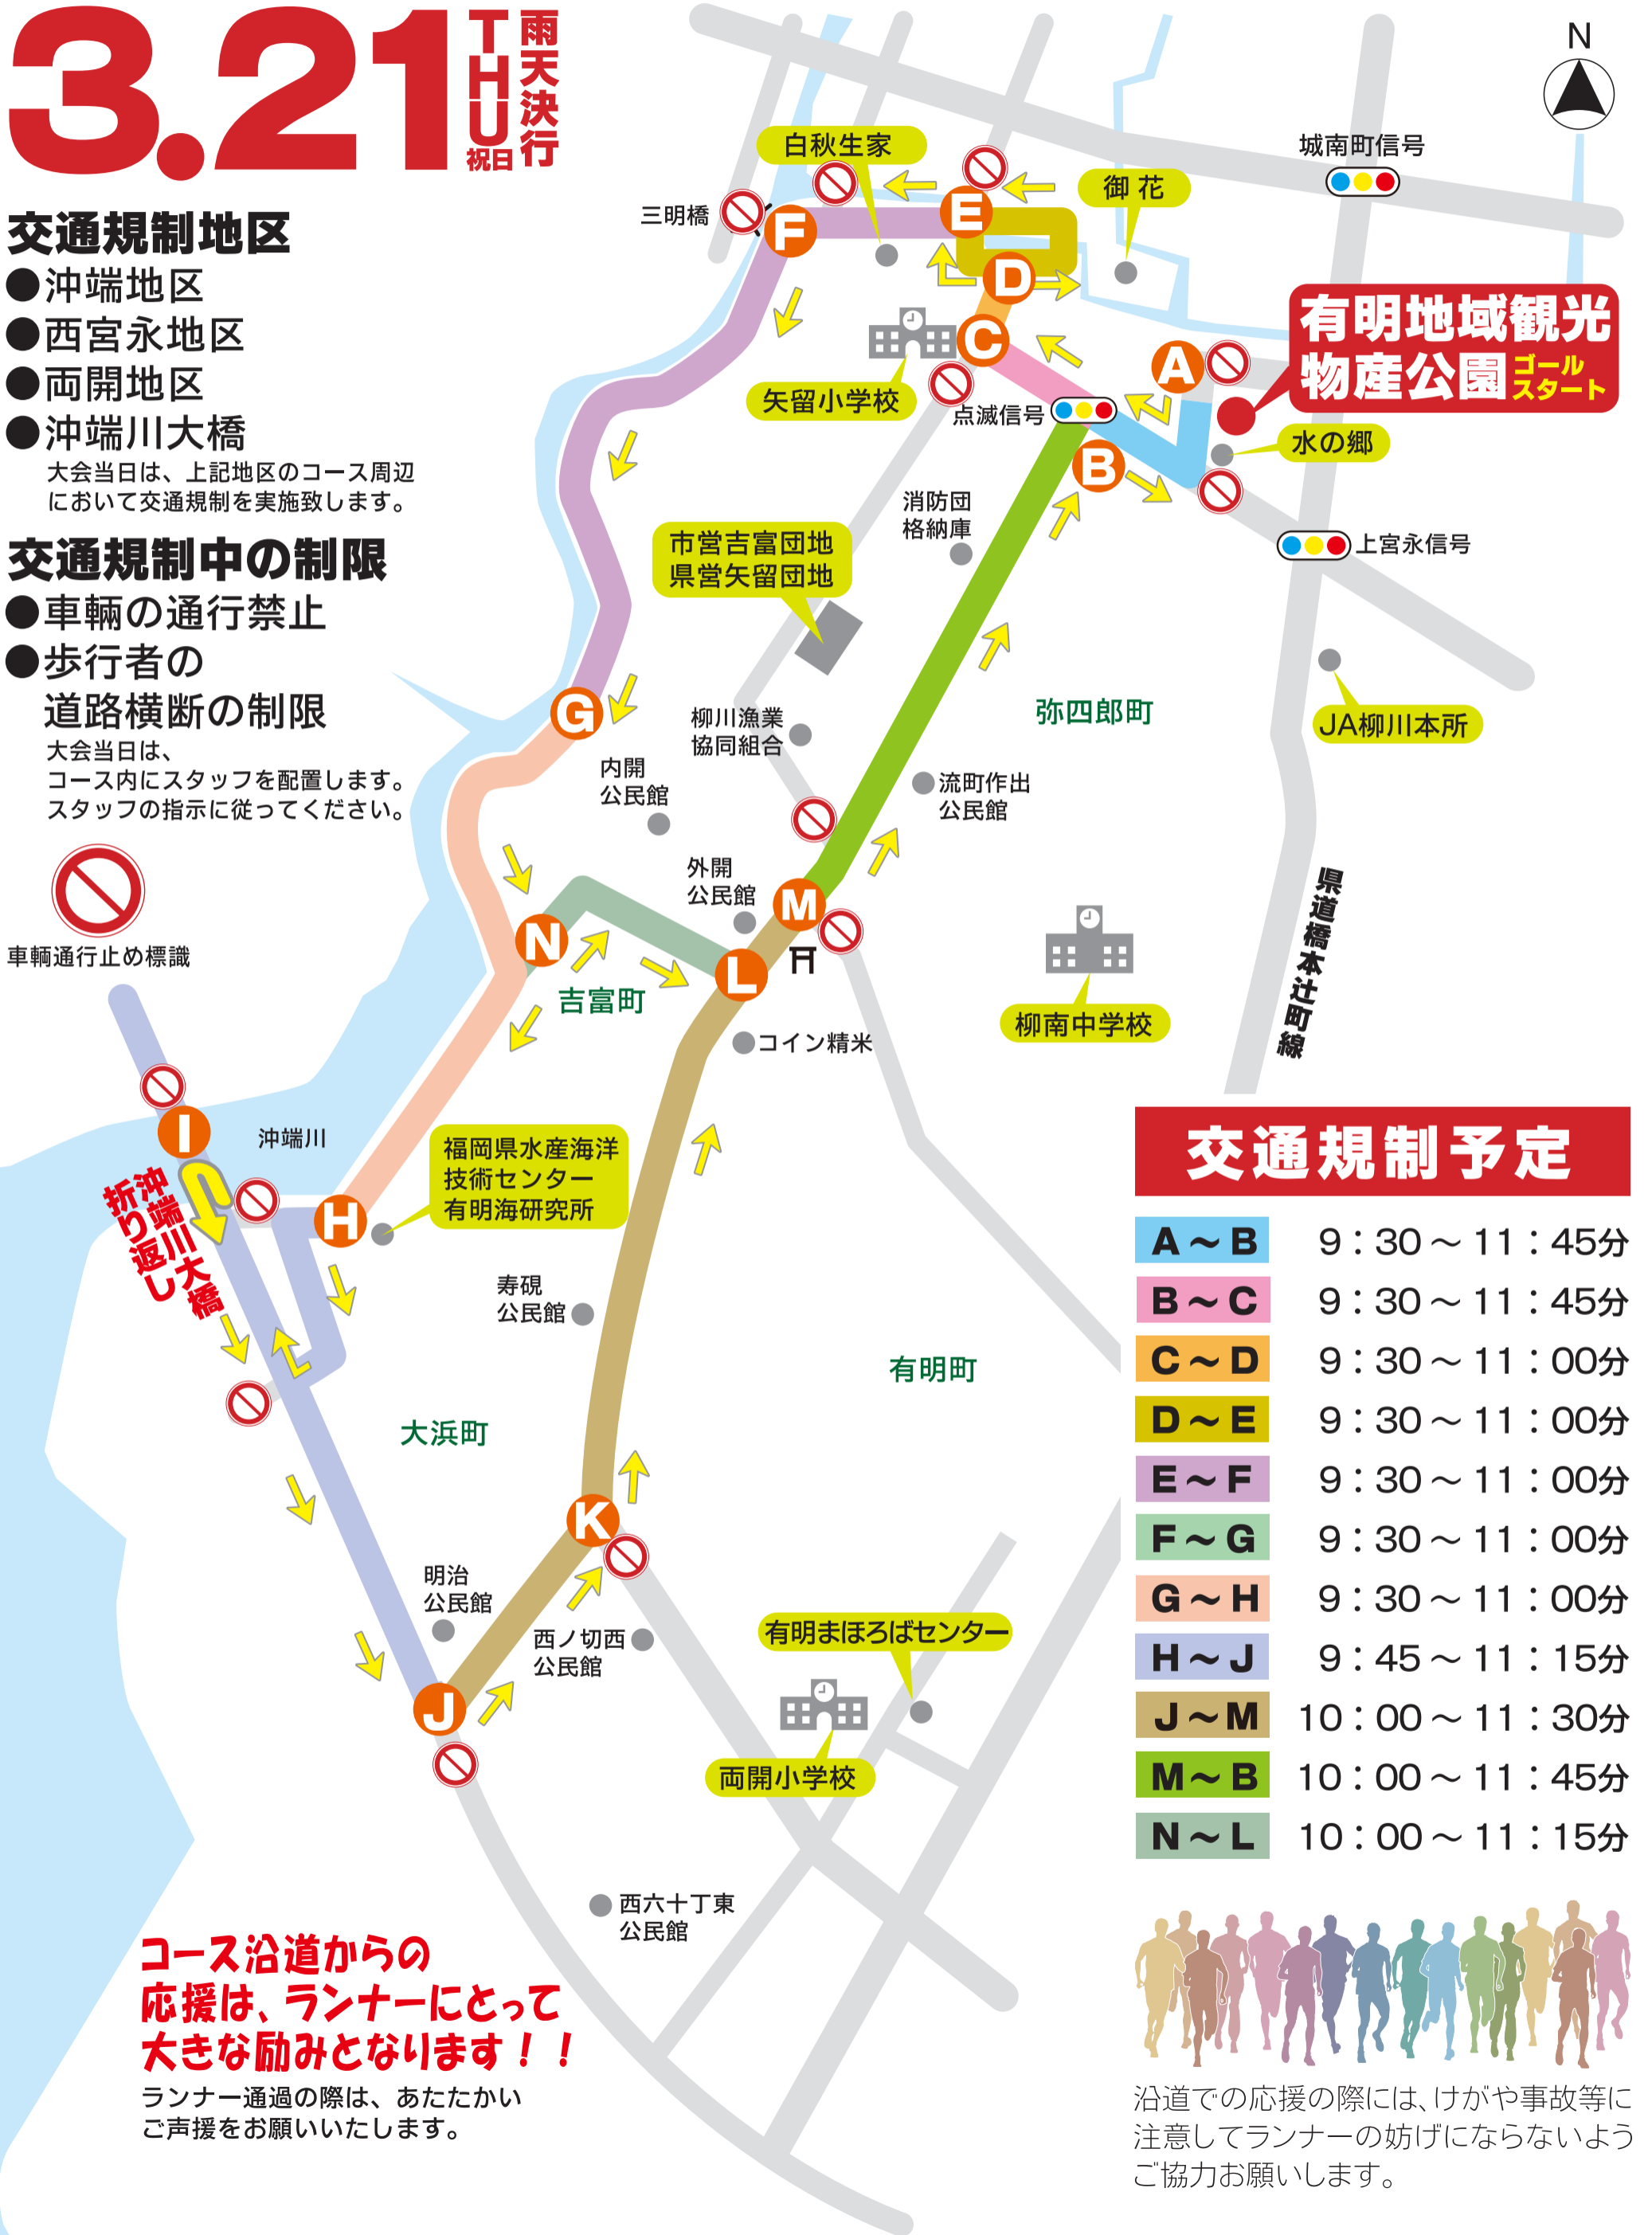 3.21
THU
祝日
雨天決行
交通規制地区
●沖端地区
●西宮永地区
●両開地区
●沖端川大橋
大会当日は、上記地区のコース周辺
において交通規制を実施致します。
交通規制中の制限
●車輛の通行禁止
●歩行者の
道路横断の制限
大会当日は、
コース内にスタッフを配置します。
スタッフの指示に従ってください。
車輛通行止め標識
N
城南町信号
白秋生家
御花
三明橋
F
E
D
C
A
B
有明地域観光
物産公園
ゴール
スタート
矢留小学校
点滅信号
水の郷
上宮永信号
消防団
格納庫
市営吉富団地
県営矢留団地
JA柳川本所
弥四郎町
G
柳川漁業
協同組合
内開
公民館
流町作出
公民館
外開
公民館
M
N
L
吉富町
コイン精米
柳南中学校
県道橋本辻町線
I
沖端川
沖端川大橋
折り返し
H
福岡県水産海洋
技術センター
有明海研究所
寿硯
公民館
有明町
大浜町
K
明治
公民館
西ノ切西
公民館
J
有明まほろばセンター
両開小学校
西六十丁東
公民館
交通規制予定
A～B 9：30～11：45分
B～C 9：30～11：45分
C～D 9：30～11：00分
D～E 9：30～11：00分
E～F 9：30～11：00分
F～G 9：30～11：00分
G～H 9：30～11：00分
H～J 9：45～11：15分
J～M 10：00～11：30分
M～B 10：00～11：45分
N～L 10：00～11：15分
コース沿道からの
応援は、ランナーにとって
大きな励みとなります！！
ランナー通過の際は、あたたかい
ご声援をお願いいたします。
沿道での応援の際には、けがや事故等に
注意してランナーの妨げにならないよう
ご協力お願いします。